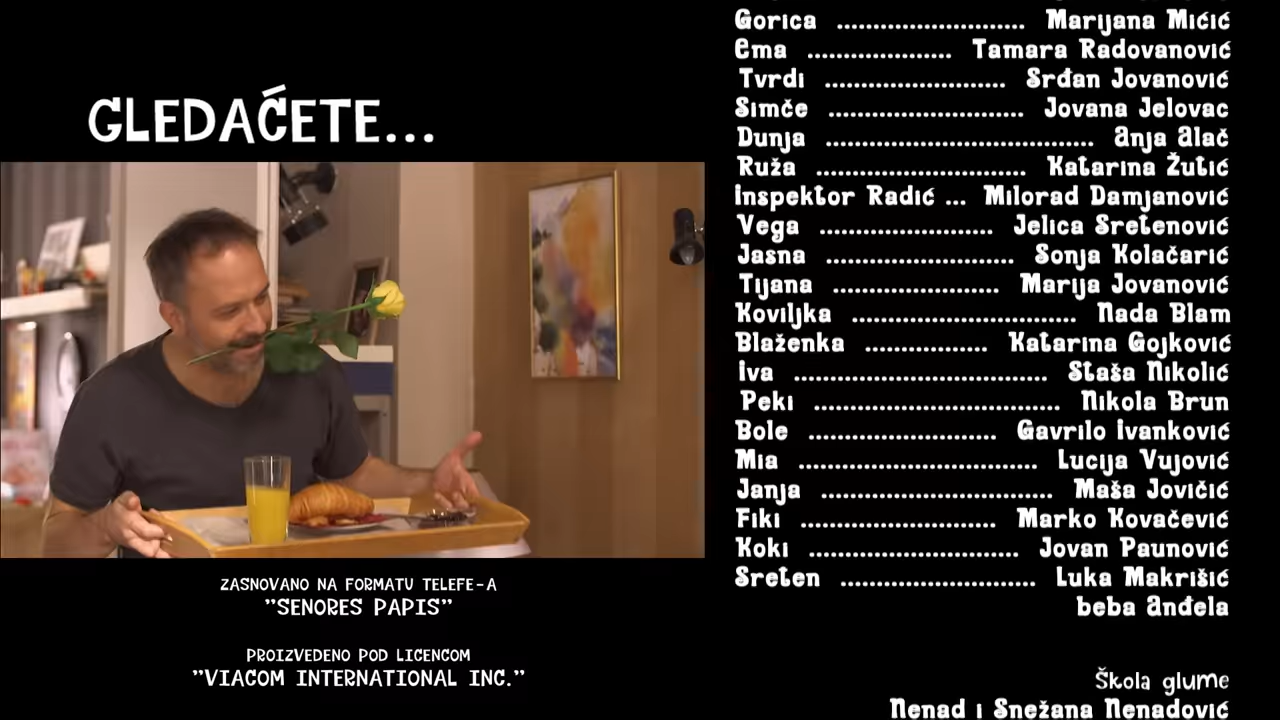 GLEDAĆETE...
ZASNOVANO NA FORMATU TELEFE-A
"SENORES PAPIS"
PROIZVEDENO POD LICENCOM
"VIACOM INTERNATIONAL INC."
Gorica ........................... Marijana Mićić
Ema ..................... Tamara Radovanović
Tvrdi .......................... Srđan Jovanović
Simče ............................ Jovana Jelovac
Dunja ...................................... Anja Alač
Ruža .................................. Katarina Žutić
Inspektor Radić ... Milorad Damjanović
Vega ......................... Jelica Sretenović
Jasna ........................... Sonja Kolačarić
Tijana ........................ Marija Jovanović
Koviljka ................................ Nada Blam
Blaženka .................. Katarina Gojković
Iva ..................................... Staša Nikolić
Peki ................................... Nikola Brun
Bole ........................... Gavrilo Ivanković
Mia .................................. Lucija Vujović
Janja ................................. Maša Jovičić
Fiki ............................ Marko Kovačević
Koki .............................. Jovan Paunović
Sreten ............................ Luka Makrišić
beba Anđela
Škola glume
Nenad i Snežana Nenadović